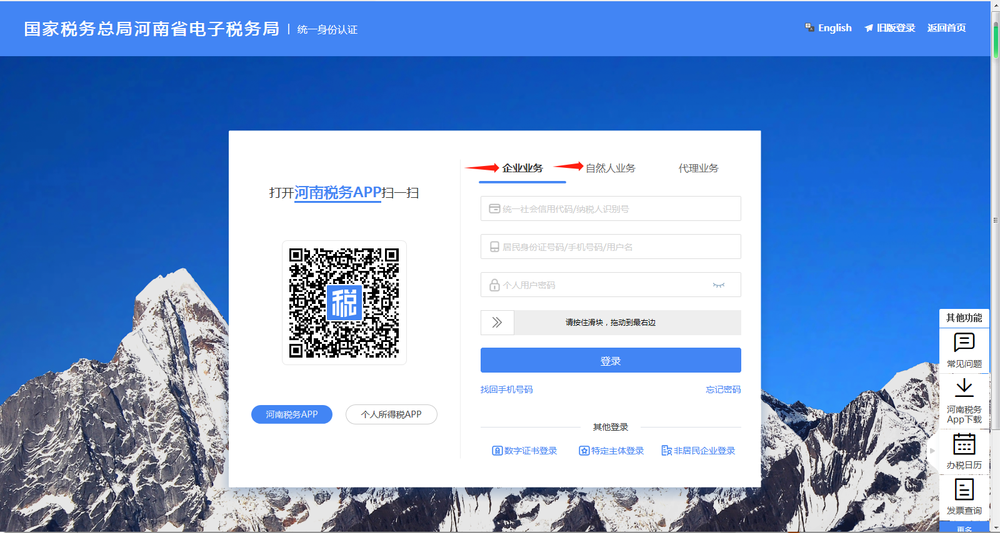 国家税务总局河南省电子税务局 | 统一身份认证
English 旧版登录 返回首页
打开河南税务APP扫一扫
税
河南税务APP 个人所得税APP
企业业务 自然人业务 代理业务
统一社会信用代码/纳税人识别号
居民身份证号码/手机号码/用户名
个人用户密码
请按住滑块，拖动到最右边
登录
找回手机号码 忘记密码
其他登录
数字证书登录 特定主体登录 非居民企业登录
其他功能
常见问题
河南税务
App下载
办税日历
发票查询
更多